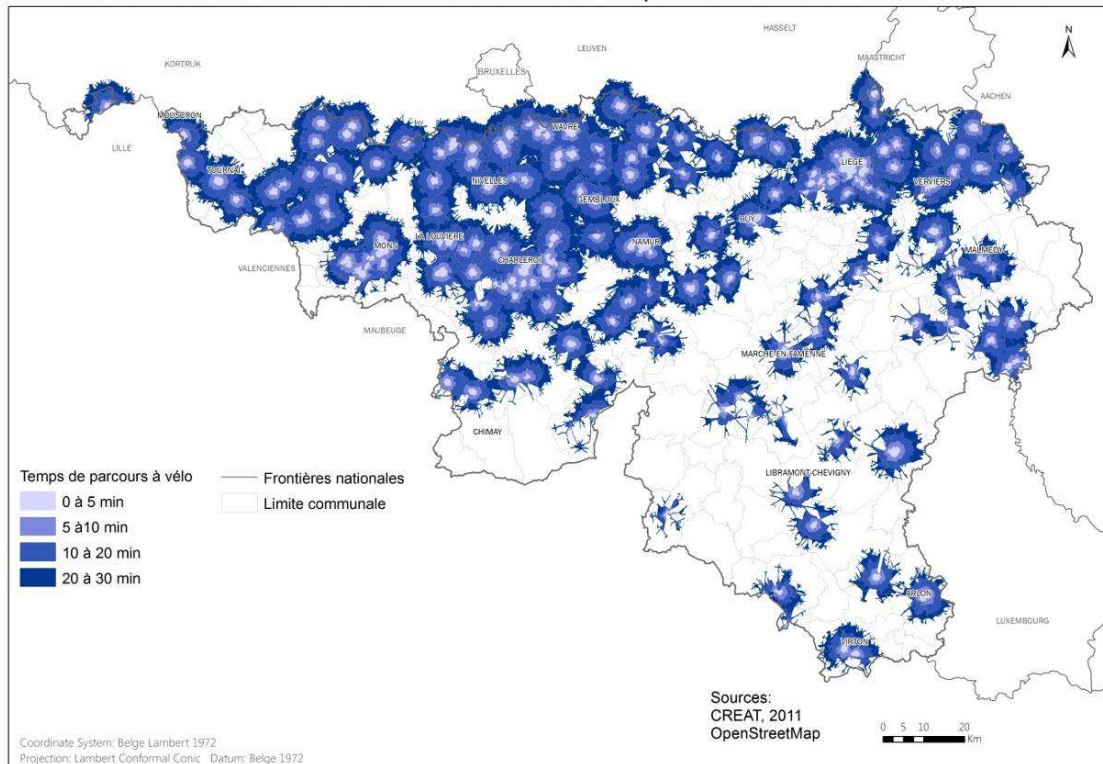 HASSELT
N
LEUVEN
KORTRIJK
MAASTRICHT
BRUXELLES
AACHEN
MOUSCRON
WAVRE
LILLE
LIEGE
TOURNAI
NIVELLES
VERVIERS
GEMBLOUX
HUY
LA LOUVIERE
NAMUR
MONS
MALMEDY
CHARLEROI
VALENCIENNES
MAUBEUGE
MARCHE-EN-FAMENNE
CHIMAY
LIBRAMONT-CHEVIGNY
Temps de parcours à vélo
0 à 5 min
5 à10 min
10 à 20 min
20 à 30 min
Frontières nationales
Limite communale
ARLON
LUXEMBOURG
VIRTON
Sources:
CREAT, 2011
OpenStreetMap
0 5 10 20
Km
Coordinate System: Belge Lambert 1972
Projection: Lambert Conformal Conic Datum: Belge 1972